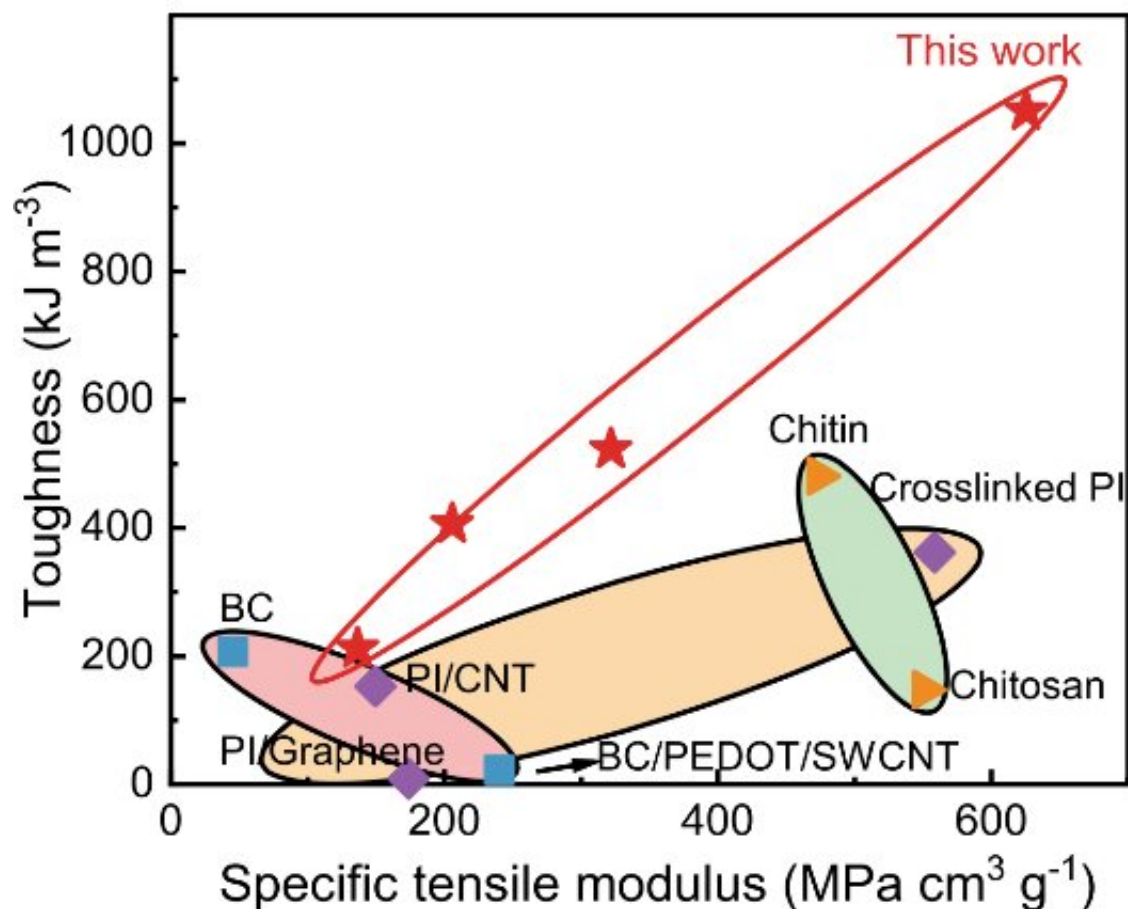 This work
1000
800
600
400
200
0
Toughness (kJ m⁻³)
Chitin
Crosslinked PI
BC
PI/CNT
Chitosan
PI/Graphene
BC/PEDOT/SWCNT
0 200 400 600
Specific tensile modulus (MPa cm³ g⁻¹)